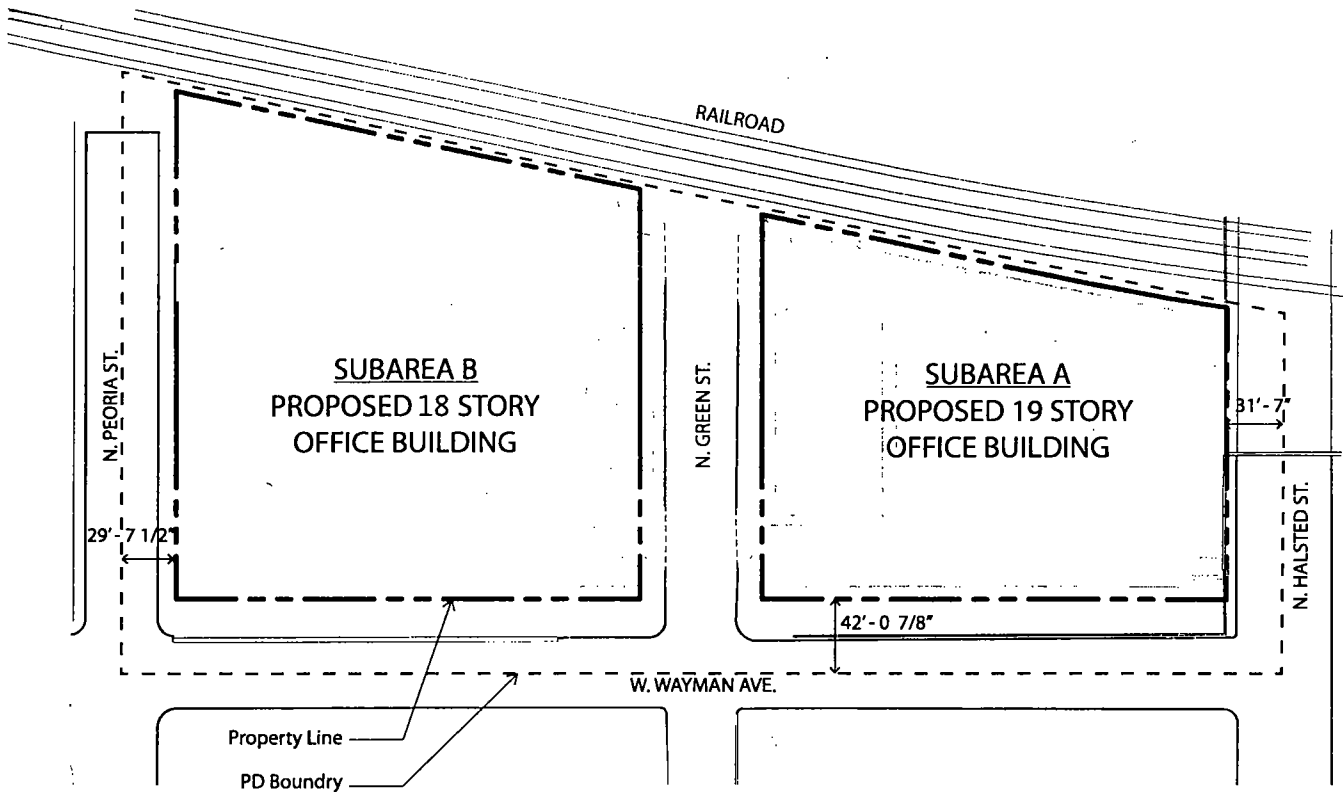 RAILROAD
N. PEORIA ST.
SUBAREA B
PROPOSED 18 STORY
OFFICE BUILDING
N. GREEN ST.
SUBAREA A
PROPOSED 19 STORY
OFFICE BUILDING
31'- 7"
N. HALSTED ST.
29'- 7 1/2"
42'- 0 7/8"
W. WAYMAN AVE.
Property Line
PD Boundry